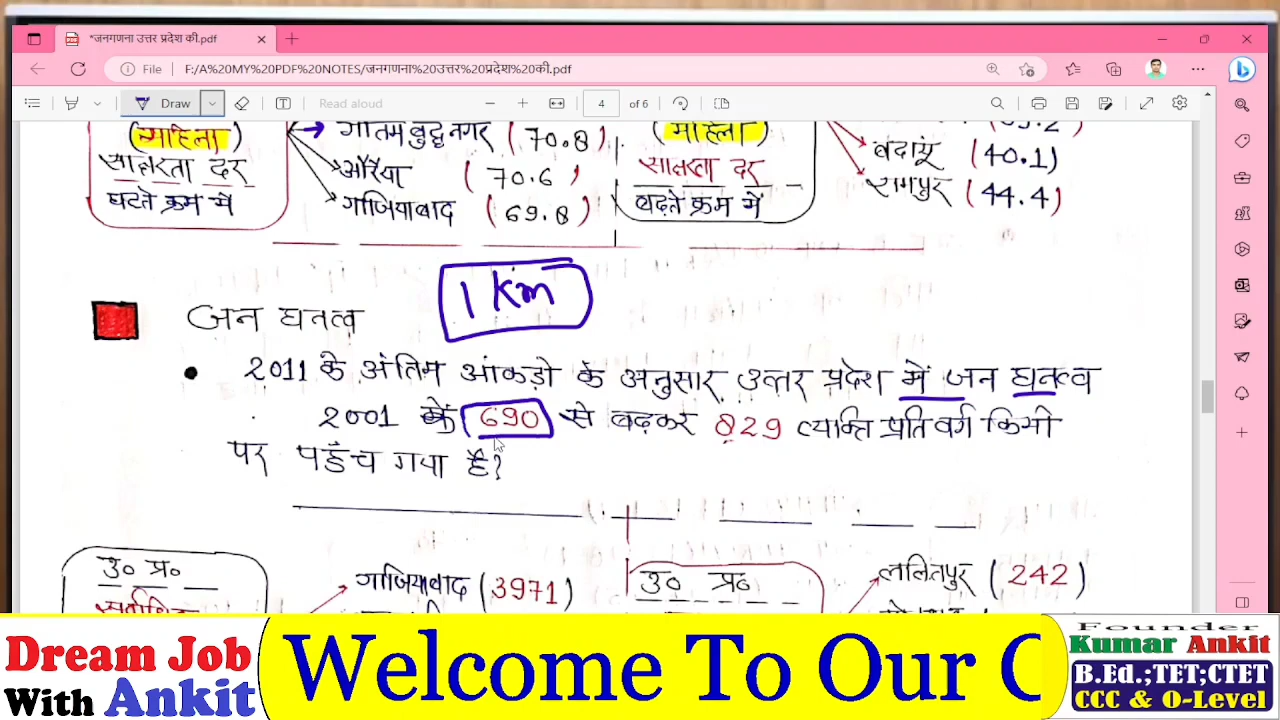 *जनगणना उत्तर प्रदेश की.pdf
File F:/A%20MY%20PDF%20NOTES/जनगणना%20उत्तर%20प्रदेश%20की.pdf
Draw Read aloud 4 of 6
(महिला) गौतम बुद्ध नगर (70.8) (महिला)
साक्षरता दर औरैया (70.6) साक्षरता दर बदायूं (40.1)
घटते क्रम में गाजियाबाद (69.8) बढ़ते क्रम में रामपुर (44.4)
1 Km
जन घनत्व
2011 के अंतिम आंकड़ो के अनुसार उत्तर प्रदेश में जन घनत्व
2001 के 690 से बढ़कर 829 व्यक्ति प्रति वर्ग किमी
पर पहुँच गया है?
उ० प्र० गाजियाबाद (3971) उ० प्र० ललितपुर (242)
Dream Job
With Ankit
Welcome To Our
Founder
Kumar Ankit
B.Ed.;TET;CTET
CCC & O-Level